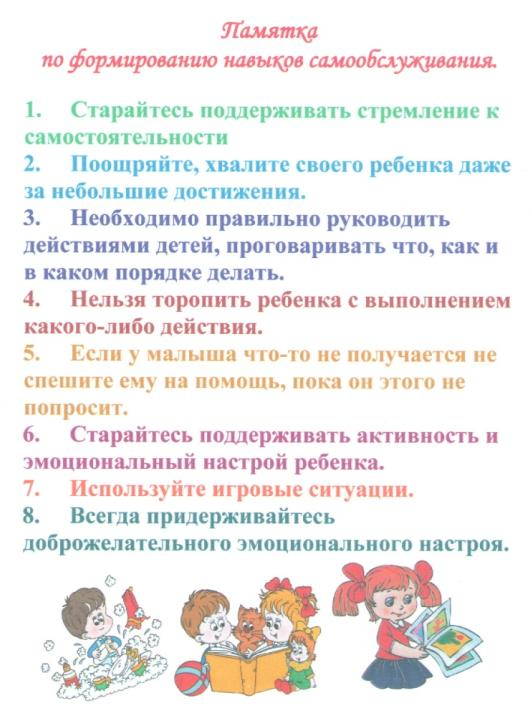 Памятка
по формированию навыков самообслуживания.
1. Старайтесь поддерживать стремление к
самостоятельности
2. Поощряйте, хвалите своего ребенка даже
за небольшие достижения.
3. Необходимо правильно руководить
действиями детей, проговаривать что, как и
в каком порядке делать.
4. Нельзя торопить ребенка с выполнением
какого-либо действия.
5. Если у малыша что-то не получается не
спешите ему на помощь, пока он этого не
попросит.
6. Старайтесь поддерживать активность и
эмоциональный настрой ребенка.
7. Используйте игровые ситуации.
8. Всегда придерживайтесь
доброжелательного эмоционального настроя.